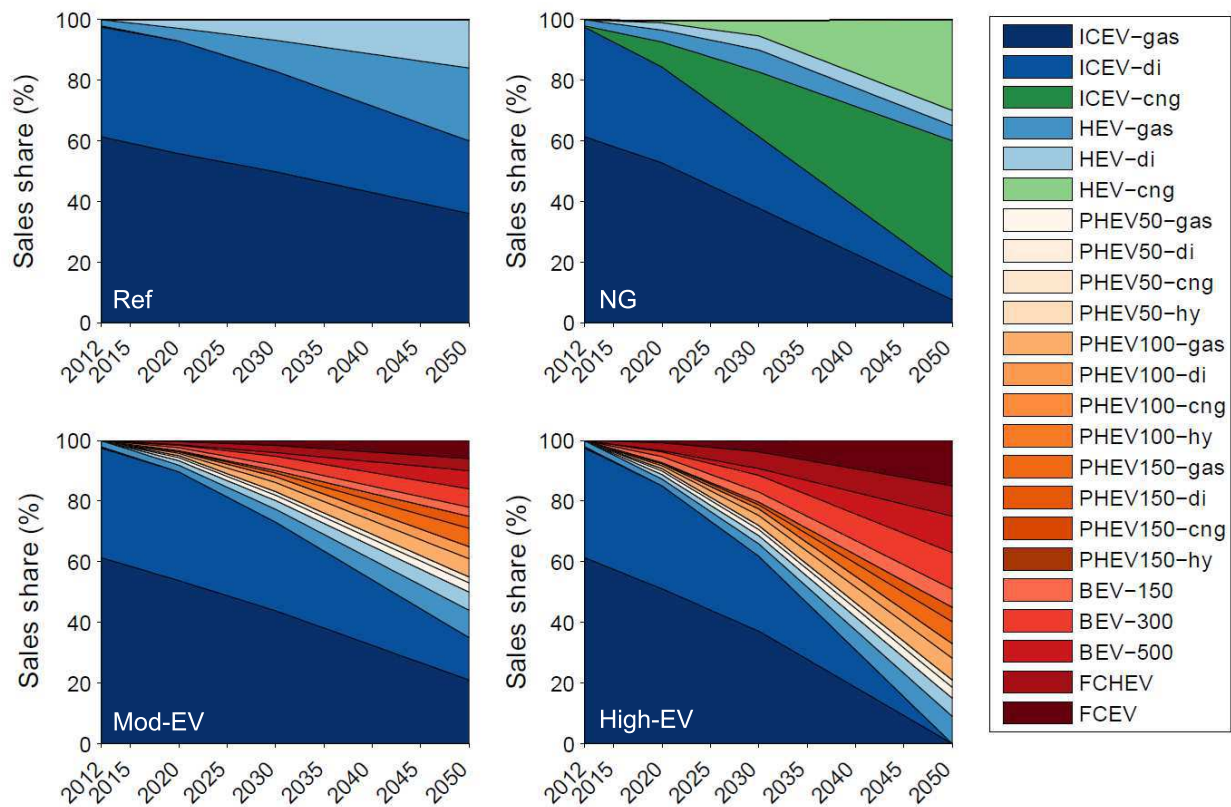 Sales share (%)
100
80
60
40
20
0
Ref
2012
2015
2020
2025
2030
2035
2040
2045
2050
Sales share (%)
100
80
60
40
20
0
NG
2012
2015
2020
2025
2030
2035
2040
2045
2050
Sales share (%)
100
80
60
40
20
0
Mod-EV
2012
2015
2020
2025
2030
2035
2040
2045
2050
Sales share (%)
100
80
60
40
20
0
High-EV
2012
2015
2020
2025
2030
2035
2040
2045
2050
ICEV-gas
ICEV-di
ICEV-cng
HEV-gas
HEV-di
HEV-cng
PHEV50-gas
PHEV50-di
PHEV50-cng
PHEV50-hy
PHEV100-gas
PHEV100-di
PHEV100-cng
PHEV100-hy
PHEV150-gas
PHEV150-di
PHEV150-cng
PHEV150-hy
BEV-150
BEV-300
BEV-500
FCHEV
FCEV